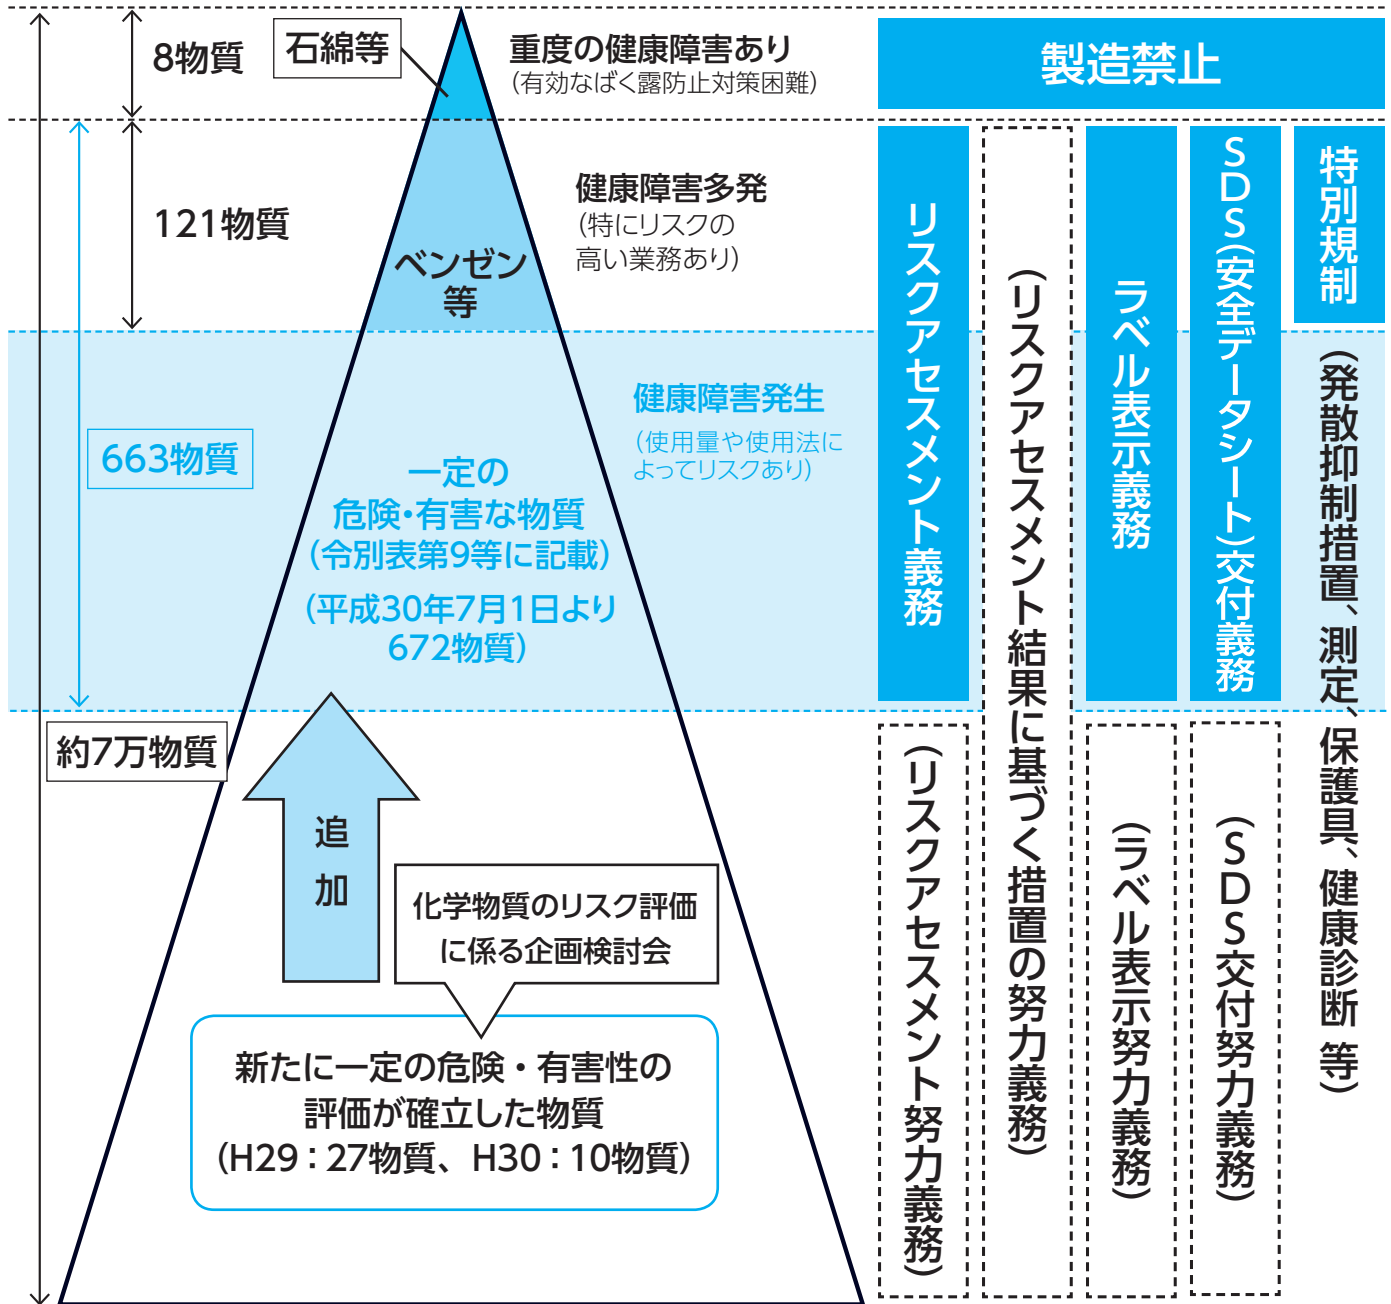 8物質
石綿等
重度の健康障害あり
（有効なばく露防止対策困難）
製造禁止
121物質
ベンゼン
等
健康障害多発
（特にリスクの
高い業務あり）
663物質
一定の
危険・有害な物質
（令別表第9等に記載）
（平成30年7月1日より
672物質）
健康障害発生
（使用量や使用法に
よってリスクあり）
約7万物質
追加
化学物質のリスク評価
に係る企画検討会
新たに一定の危険・有害性の
評価が確立した物質
（H29：27物質、H30：10物質）
リスクアセスメント義務
（リスクアセスメント努力義務）
（リスクアセスメント結果に基づく措置の努力義務）
ラベル表示義務
（ラベル表示努力義務）
SDS（安全データシート）交付義務
（SDS交付努力義務）
特別規制
（発散抑制措置、測定、保護具、健康診断 等）